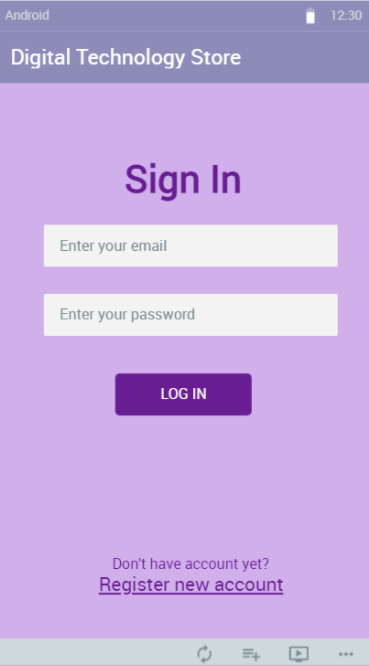 Android 12:30
Digital Technology Store
Sign In
Enter your email
Enter your password
LOG IN
Don't have account yet?
Register new account